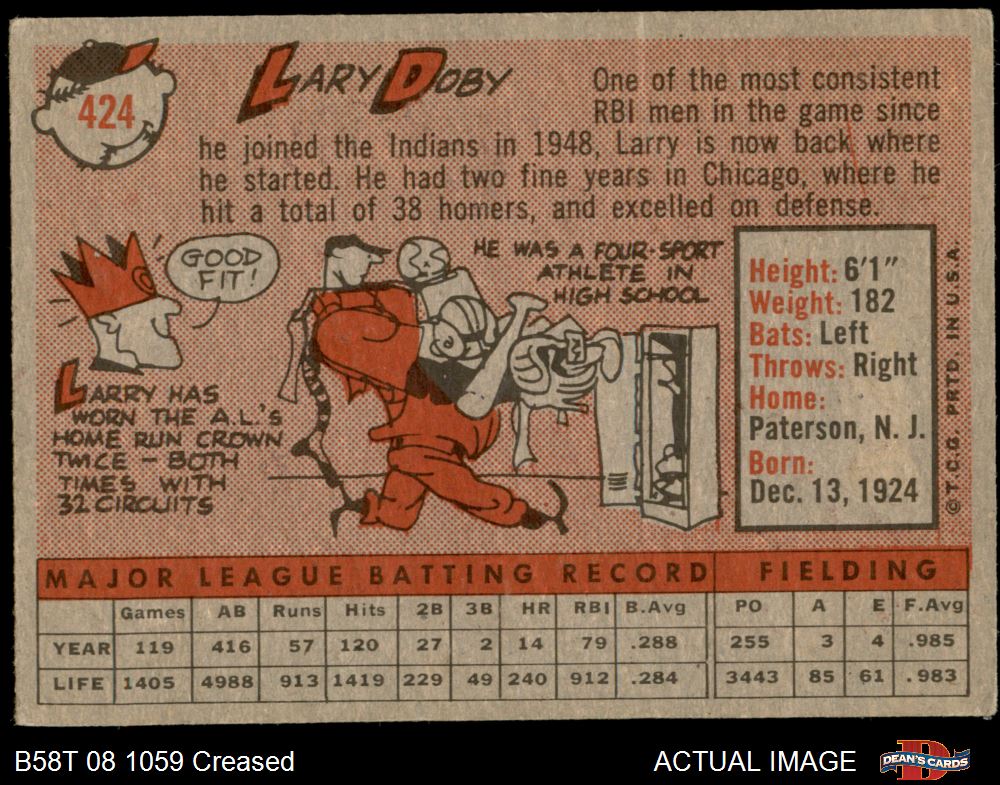 424
LARY DOBY
One of the most consistent
RBI men in the game since
he joined the Indians in 1948, Larry is now back where
he started. He had two fine years in Chicago, where he
hit a total of 38 homers, and excelled on defense.
GOOD
FIT!
LARRY HAS
WORN THE A L'S
HOME RUN CROWN
TWICE – BOTH
TIMES WITH
32 CIRCUITS
HE WAS A FOUR-SPORT
ATHLETE IN
HIGH SCHOOL
Height: 6'1"
Weight: 182
Bats: Left
Throws: Right
Home:
Paterson, N. J.
Born:
Dec. 13, 1924
© T.C.G. PRTD. IN U.S.A.
MAJOR LEAGUE BATTING RECORD FIELDING
Games AB Runs Hits 2B 3B HR RBI B.Avg PO A E F.Avg
YEAR 119 416 57 120 27 2 14 79 .288 255 3 4 .985
LIFE 1405 4988 913 1419 229 49 240 912 .284 3443 85 61 .983
B58T 08 1059 Creased
ACTUAL IMAGE
D
DEAN'S CARDS